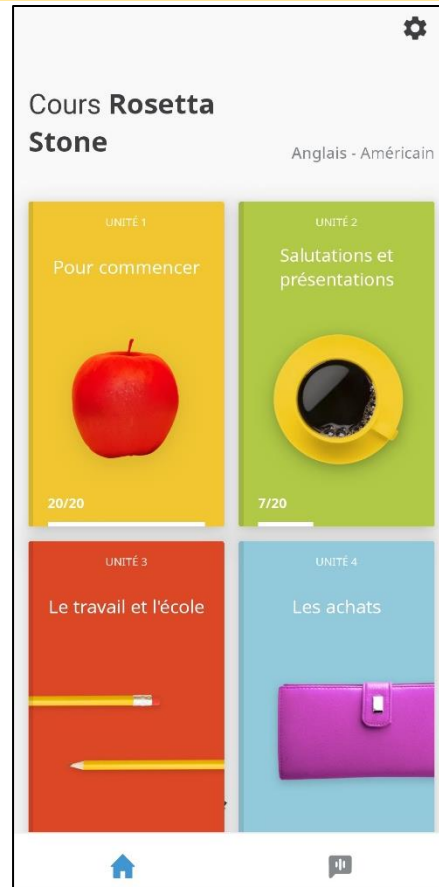 Cours Rosetta
Stone
Anglais - Américain
UNITÉ 1
Pour commencer
20/20
UNITÉ 2
Salutations et
présentations
7/20
UNITÉ 3
Le travail et l'école
UNITÉ 4
Les achats